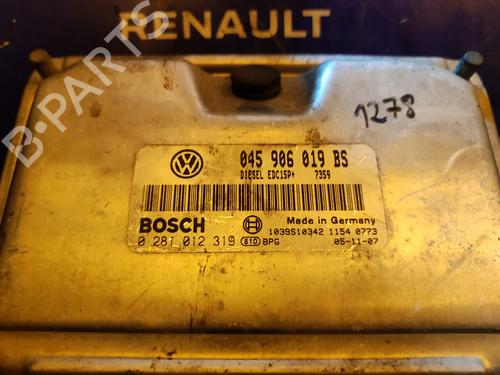 RENAULT
B-PARTS
1278
045 906 019 BS
DIESEL EDC15P+ 7359
BOSCH
Made in Germany
1039S10342 1154 0773
0 281 012 319 810 BPG 05-11-07